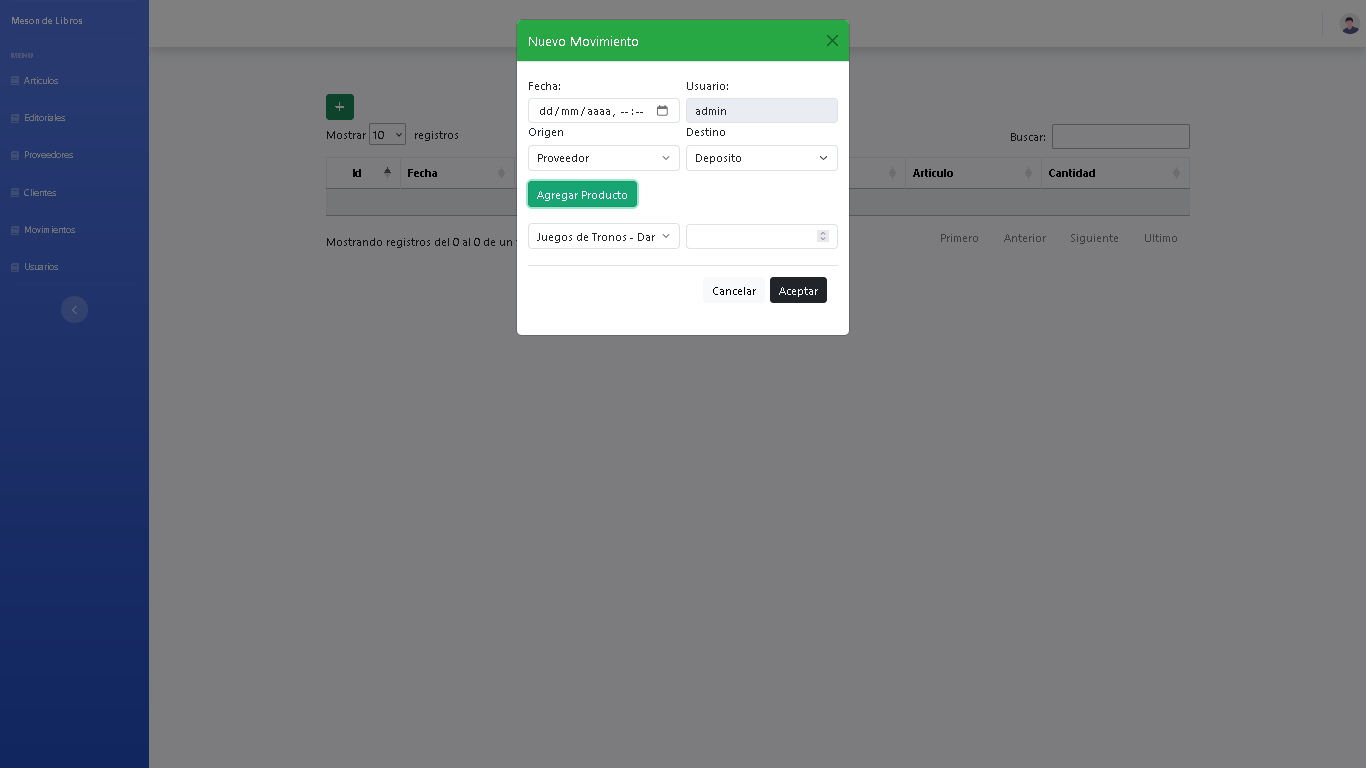 Meson de Libros
MENU
Articulos
Editoriales
Proveedores
Clientes
Movimientos
Usuarios
Mostrar 10 registros
Buscar:
Id Fecha Articulo Cantidad
Mostrando registros del 0 al 0 de un
Primero Anterior Siguiente Ultimo
Nuevo Movimiento
Fecha: Usuario:
dd/mm/aaaa, --:-- admin
Origen Destino
Proveedor Deposito
Agregar Producto
Juegos de Tronos - Dar
Cancelar Aceptar